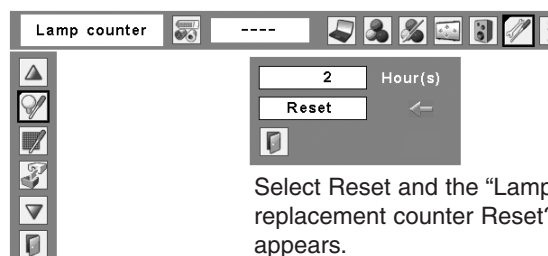 Lamp counter ----
2 Hour(s)
Reset
Select Reset and the “Lamp
replacement counter Reset?
appears.